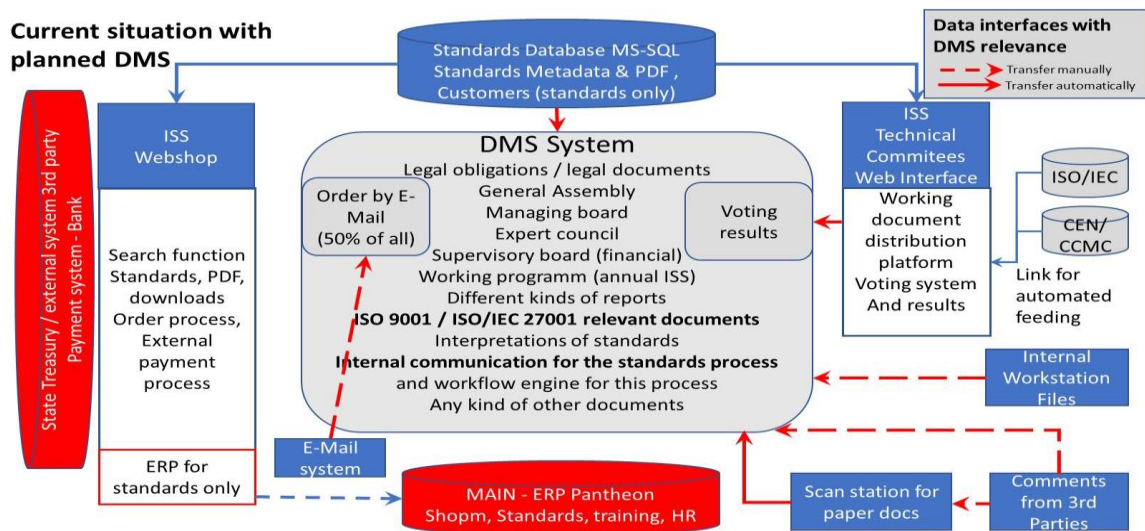 Current situation with
planned DMS
Standards Database MS-SQL
Standards Metadata & PDF ,
Customers (standards only)
Data interfaces with
DMS relevance
Transfer manually
Transfer automatically
State Treasury / external system 3rd party
Payment system - Bank
ISS
Webshop
Search function
Standards, PDF,
downloads
Order process,
External
payment
process
ERP for
standards only
DMS System
Legal obligations / legal documents
General Assembly
Managing board
Expert council
Supervisory board (financial)
Working programm (annual ISS)
Different kinds of reports
ISO 9001 / ISO/IEC 27001 relevant documents
Interpretations of standards
Internal communication for the standards process
and workflow engine for this process
Any kind of other documents
Order by E-
Mail
(50% of all)
Voting
results
ISS
Technical
Commitees
Web Interface
Working
document
distribution
platform
Voting system
And results
ISO/IEC
CEN/
CCMC
Link for
automated
feeding
Internal
Workstation
Files
E-Mail
system
MAIN - ERP Pantheon
Shopm, Standards, training, HR
Scan station for
paper docs
Comments
from 3rd
Parties